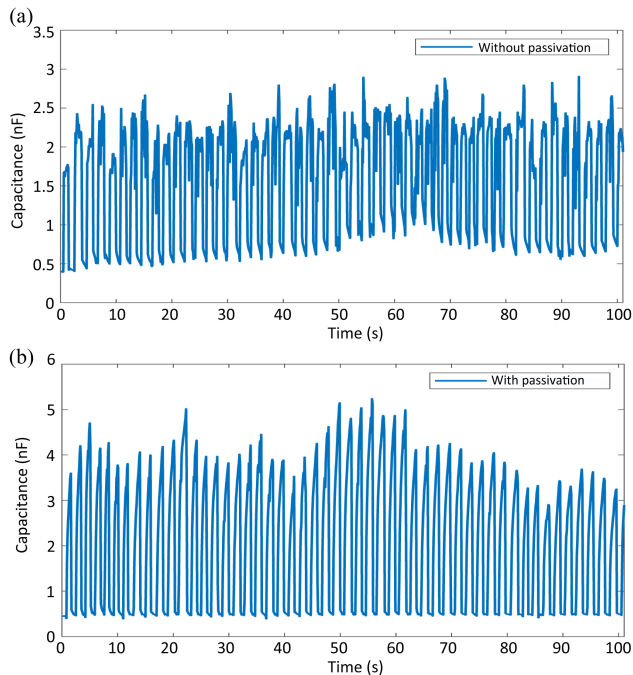 (a)
3.5
3
2.5
2
1.5
1
0.5
0
Capacitance (nF)
Without passivation
0 10 20 30 40 50 60 70 80 90 100
Time (s)
(b)
6
5
4
3
2
1
0
Capacitance (nF)
With passivation
0 10 20 30 40 50 60 70 80 90 100
Time (s)